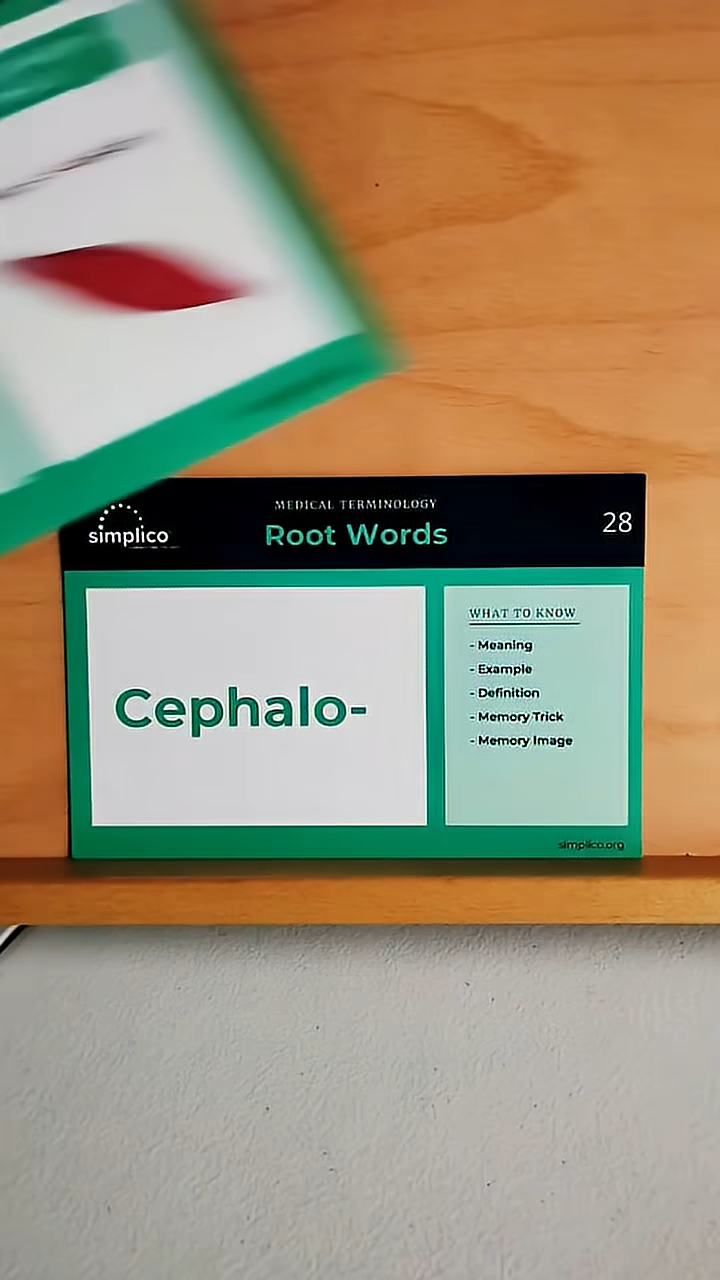 simplico
MEDICAL TERMINOLOGY
Root Words
28
Cephalo-
WHAT TO KNOW
- Meaning
- Example
- Definition
- Memory Trick
- Memory Image
simplico.org